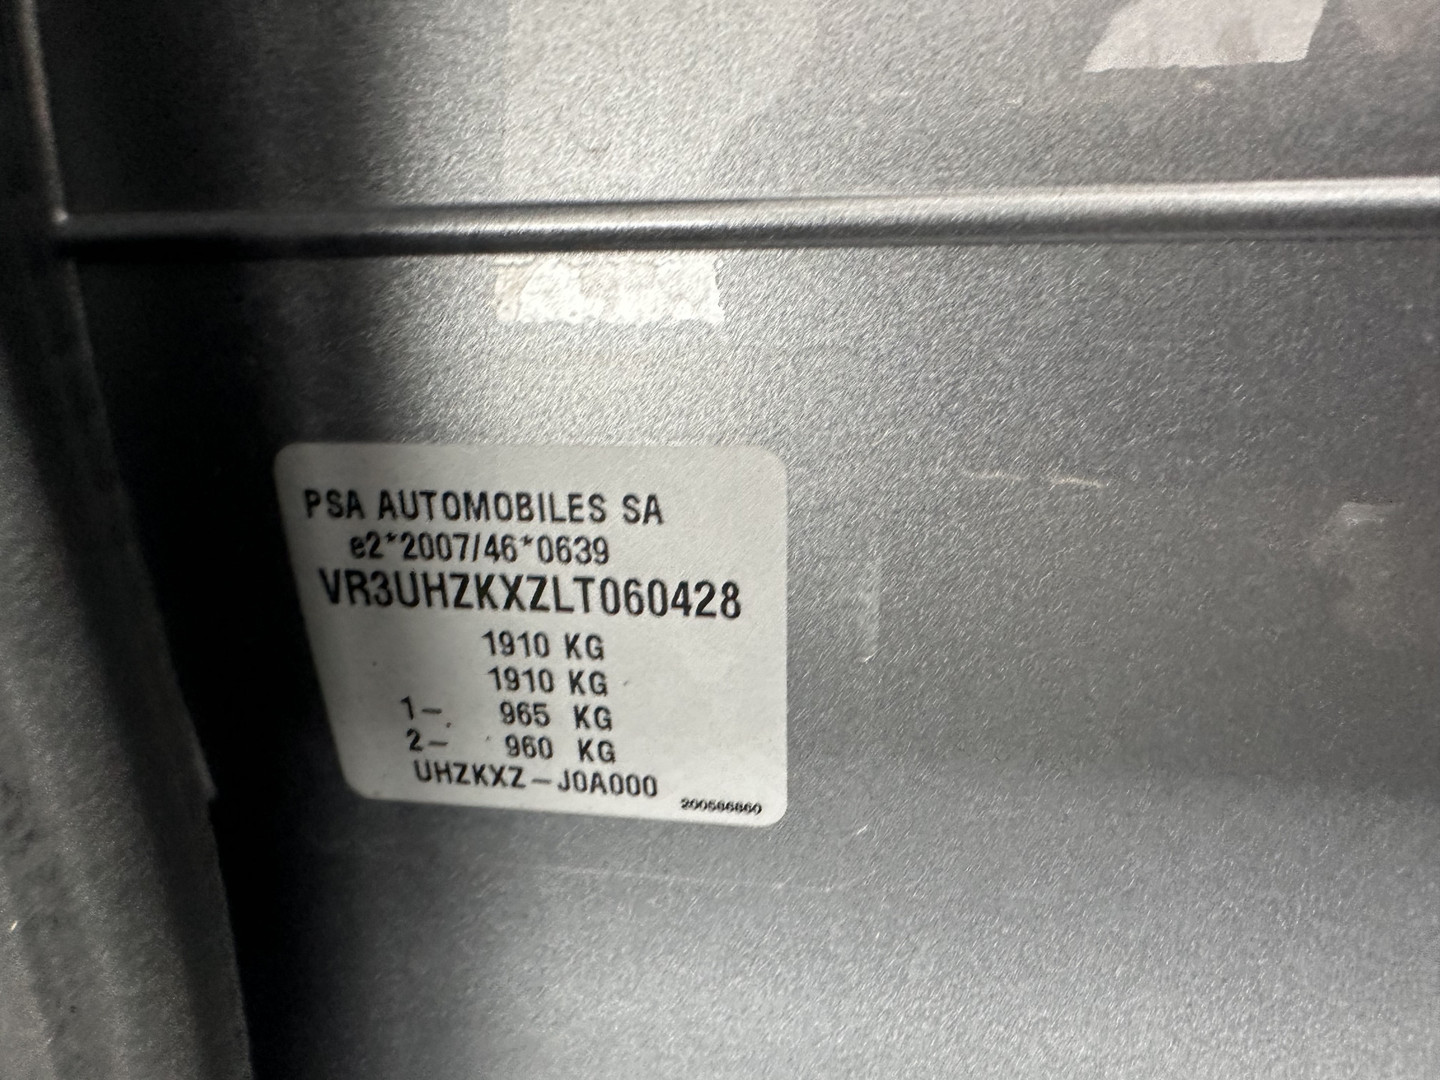 PSA AUTOMOBILES SA
e2*2007/46*0639
VR3UHZKXZLT060428
1910 KG
1910 KG
1- 965 KG
2- 960 KG
UHZKXZ-J0A000
200586860